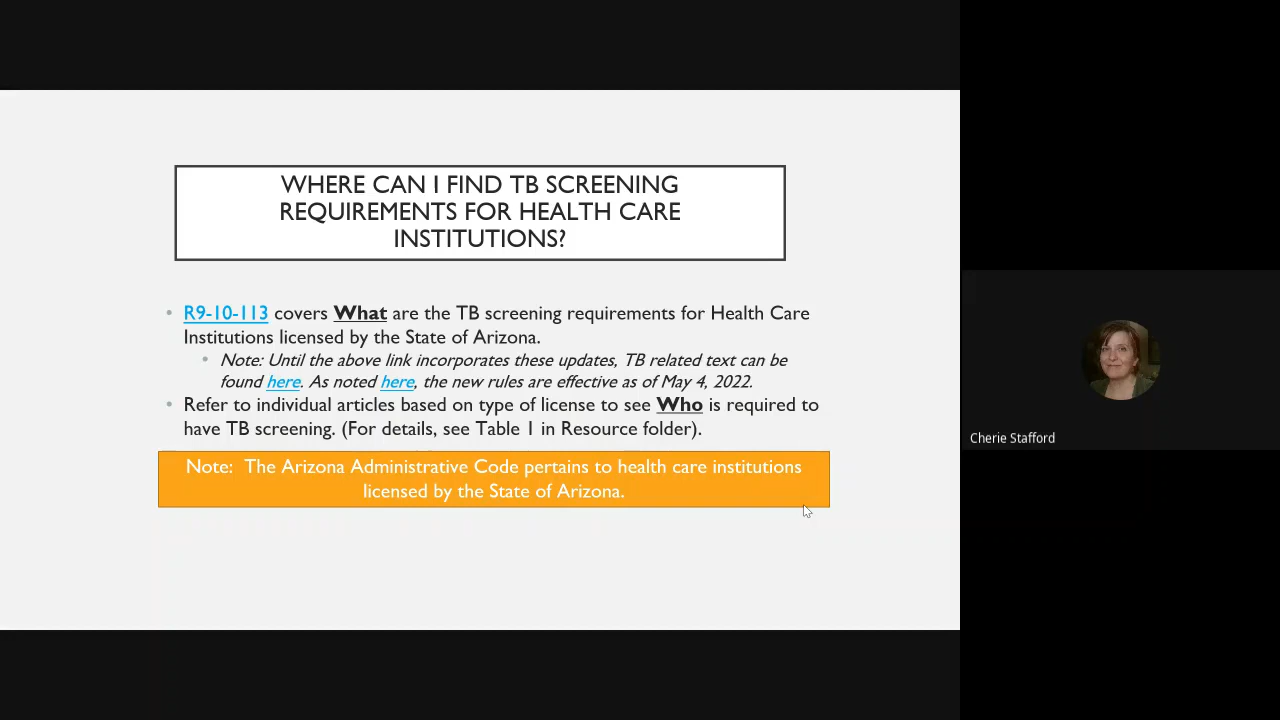 WHERE CAN I FIND TB SCREENING
REQUIREMENTS FOR HEALTH CARE
INSTITUTIONS?
R9-10-113 covers What are the TB screening requirements for Health Care
Institutions licensed by the State of Arizona.
Note: Until the above link incorporates these updates, TB related text can be
found here. As noted here, the new rules are effective as of May 4, 2022.
Refer to individual articles based on type of license to see Who is required to
have TB screening. (For details, see Table 1 in Resource folder).
Note: The Arizona Administrative Code pertains to health care institutions
licensed by the State of Arizona.
Cherie Stafford